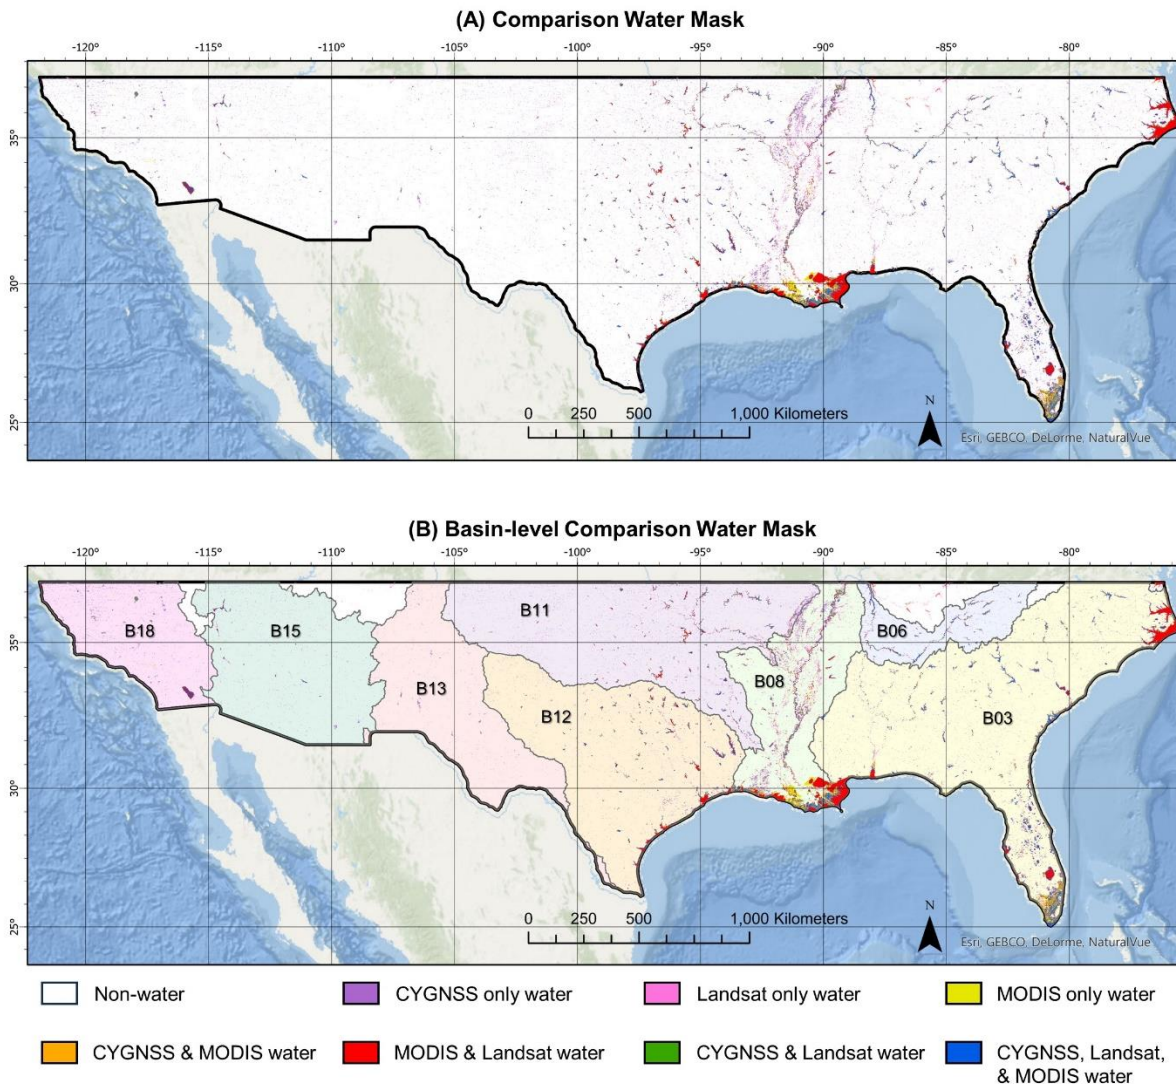 (A) Comparison Water Mask
-120 -115 -110 -105 -100 -95 -90 -85 -80
35°
30°
25°
0 250 500 1,000 Kilometers
N
Esri, GEBCO, DeLorme, NaturalVue
(B) Basin-level Comparison Water Mask
-120 -115 -110 -105 -100 -95 -90 -85 -80
B11
B18 B15 B06
35°
B13 B08
B12 B03
30°
0 250 500 1,000 Kilometers
N
25°
Esri, GEBCO, DeLorme, NaturalVue
Non-water CYGNSS only water Landsat only water MODIS only water
CYGNSS & MODIS water MODIS & Landsat water CYGNSS & Landsat water CYGNSS, Landsat,
& MODIS water